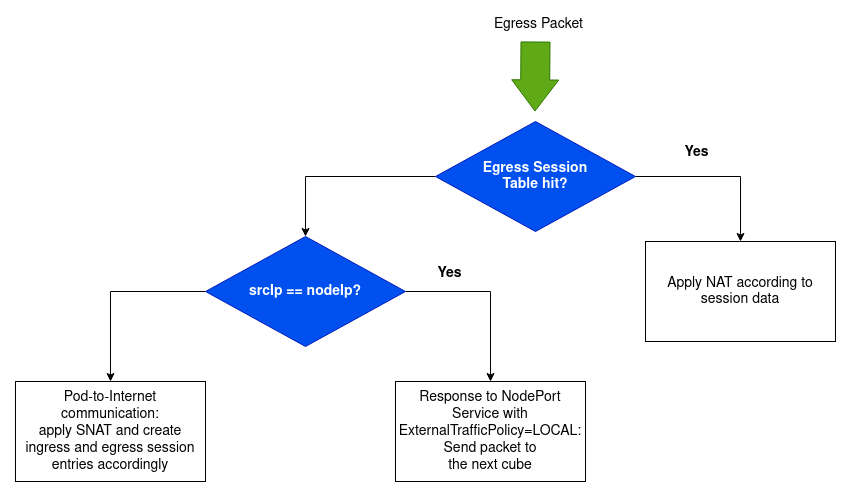 Egress Packet
Egress Session
Table hit?
Yes
Apply NAT according to
session data
srcIp == nodeIp?
Yes
Pod-to-Internet
communication:
apply SNAT and create
ingress and egress session
entries accordingly
Response to NodePort
Service with
ExternalTrafficPolicy=LOCAL:
Send packet to
the next cube